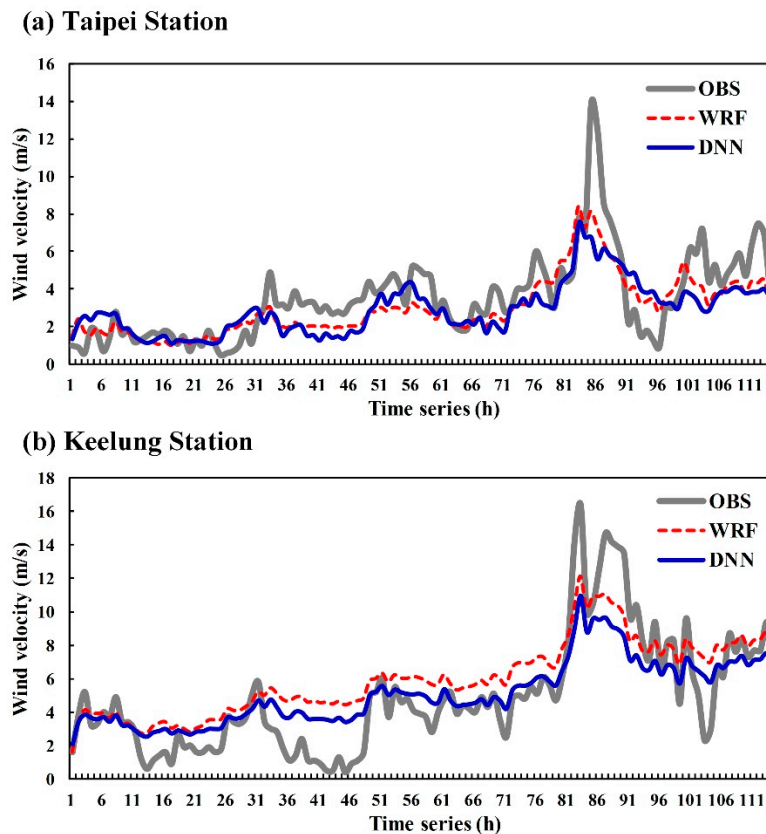 (a) Taipei Station
16
14
12
10
8
6
4
2
0
Wind velocity (m/s)
OBS
WRF
DNN
1 6 11 16 21 26 31 36 41 46 51 56 61 66 71 76 81 86 91 96 101 106 111
Time series (h)
(b) Keelung Station
18
16
14
12
10
8
6
4
2
0
Wind velocity (m/s)
OBS
WRF
DNN
1 6 11 16 21 26 31 36 41 46 51 56 61 66 71 76 81 86 91 96 101 106 111
Time series (h)